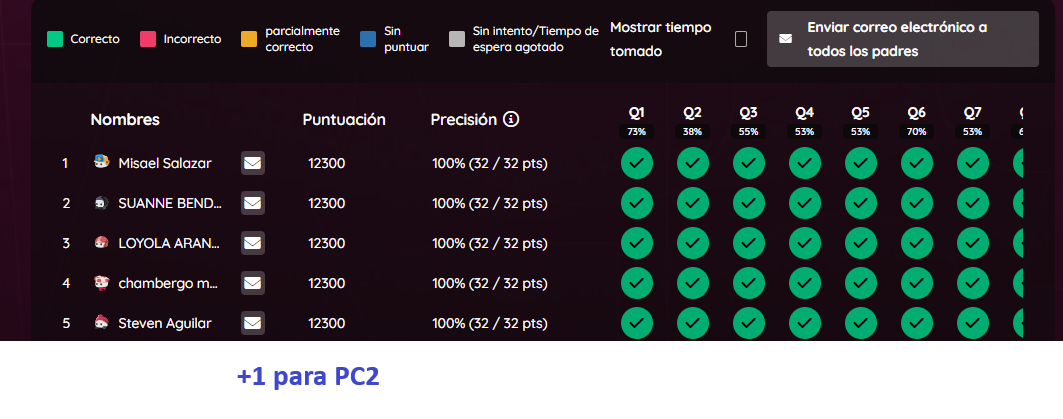 Correcto Incorrecto parcialmente correcto Sin puntuar Sin intento/Tiempo de espera agotado Mostrar tiempo tomado Enviar correo electrónico a todos los padres
Nombres Puntuación Precisión Q1 Q2 Q3 Q4 Q5 Q6 Q7
73% 38% 55% 53% 53% 70% 53% 6
1 Misael Salazar 12300 100% (32 / 32 pts)
2 SUANNE BEND... 12300 100% (32 / 32 pts)
3 LOYOLA ARAN... 12300 100% (32 / 32 pts)
4 chambergo m... 12300 100% (32 / 32 pts)
5 Steven Aguilar 12300 100% (32 / 32 pts)
+1 para PC2